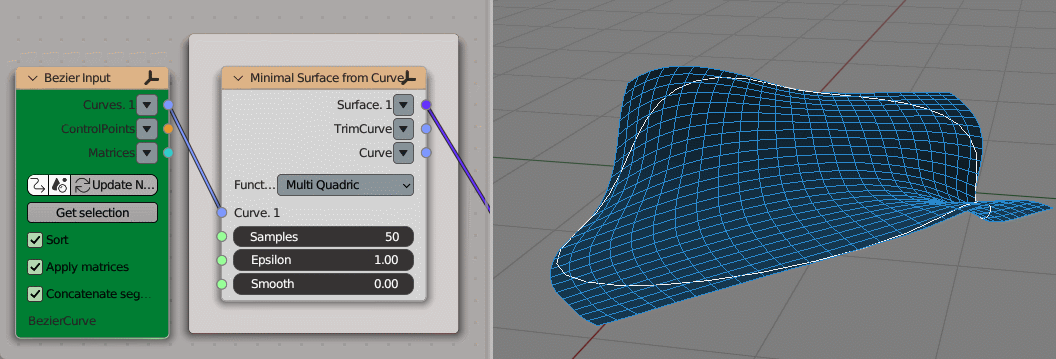 Bezier Input
Curves. 1
ControlPoints
Matrices
Update N...
Get selection
Sort
Apply matrices
Concatenate seg...
BezierCurve
Minimal Surface from Curve
Surface. 1
TrimCurve
Curve
Funct... Multi Quadric
Curve. 1
Samples 50
Epsilon 1.00
Smooth 0.00